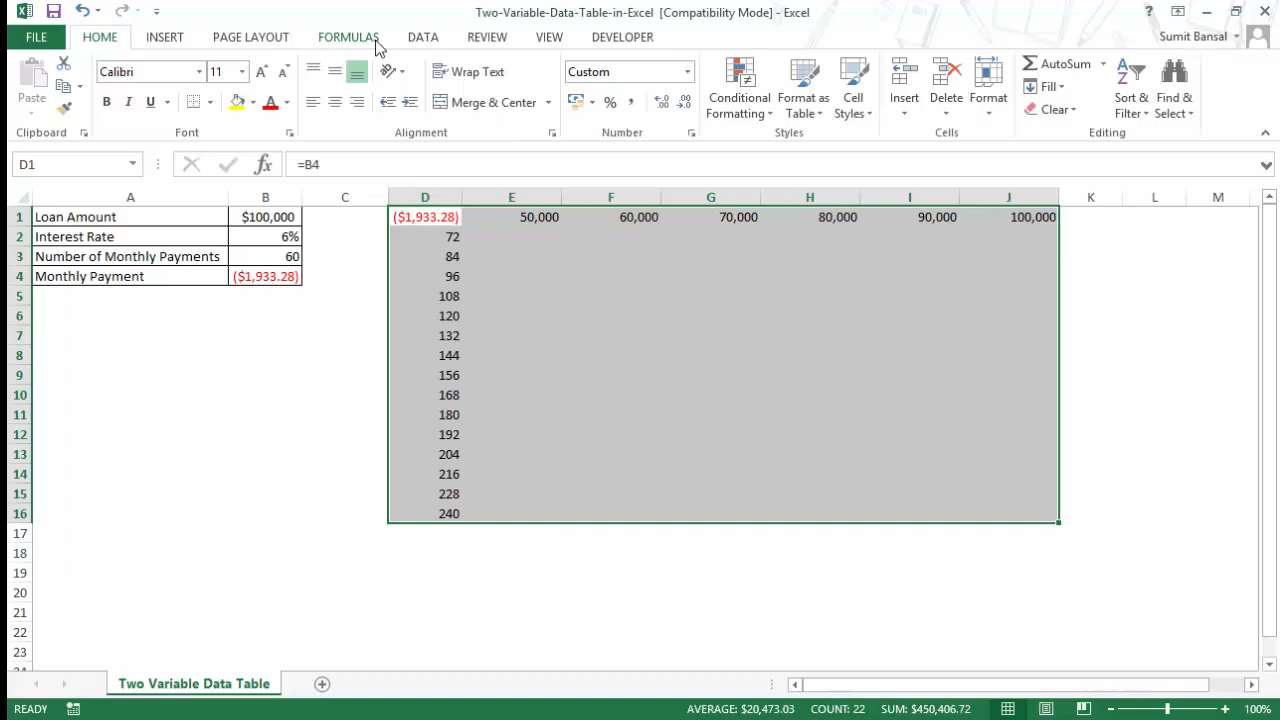 Two-Variable-Data-Table-in-Excel [Compatibility Mode] - Excel
?
FILE HOME INSERT PAGE LAYOUT FORMULAS DATA REVIEW VIEW DEVELOPER Sumit Bansal
Paste
Calibri 11
B I U A
Wrap Text
Merge & Center
Custom
% ,
Conditional Formatting
Format as Table
Cell Styles
Insert
Delete
Format
AutoSum
Fill
Clear
Sort & Filter
Find & Select
Clipboard Font Alignment Number Styles Cells Editing
D1 fx =B4
A B C D E F G H I J K L M
1 Loan Amount $100,000 ($1,933.28) 50,000 60,000 70,000 80,000 90,000 100,000
2 Interest Rate 6% 72
3 Number of Monthly Payments 60 84
4 Monthly Payment ($1,933.28) 96
5 108
6 120
7 132
8 144
9 156
10 168
11 180
12 192
13 204
14 216
15 228
16 240
17
18
19
20
21
22
23
Two Variable Data Table
READY AVERAGE: $20,473.03 COUNT: 22 SUM: $450,406.72 100%